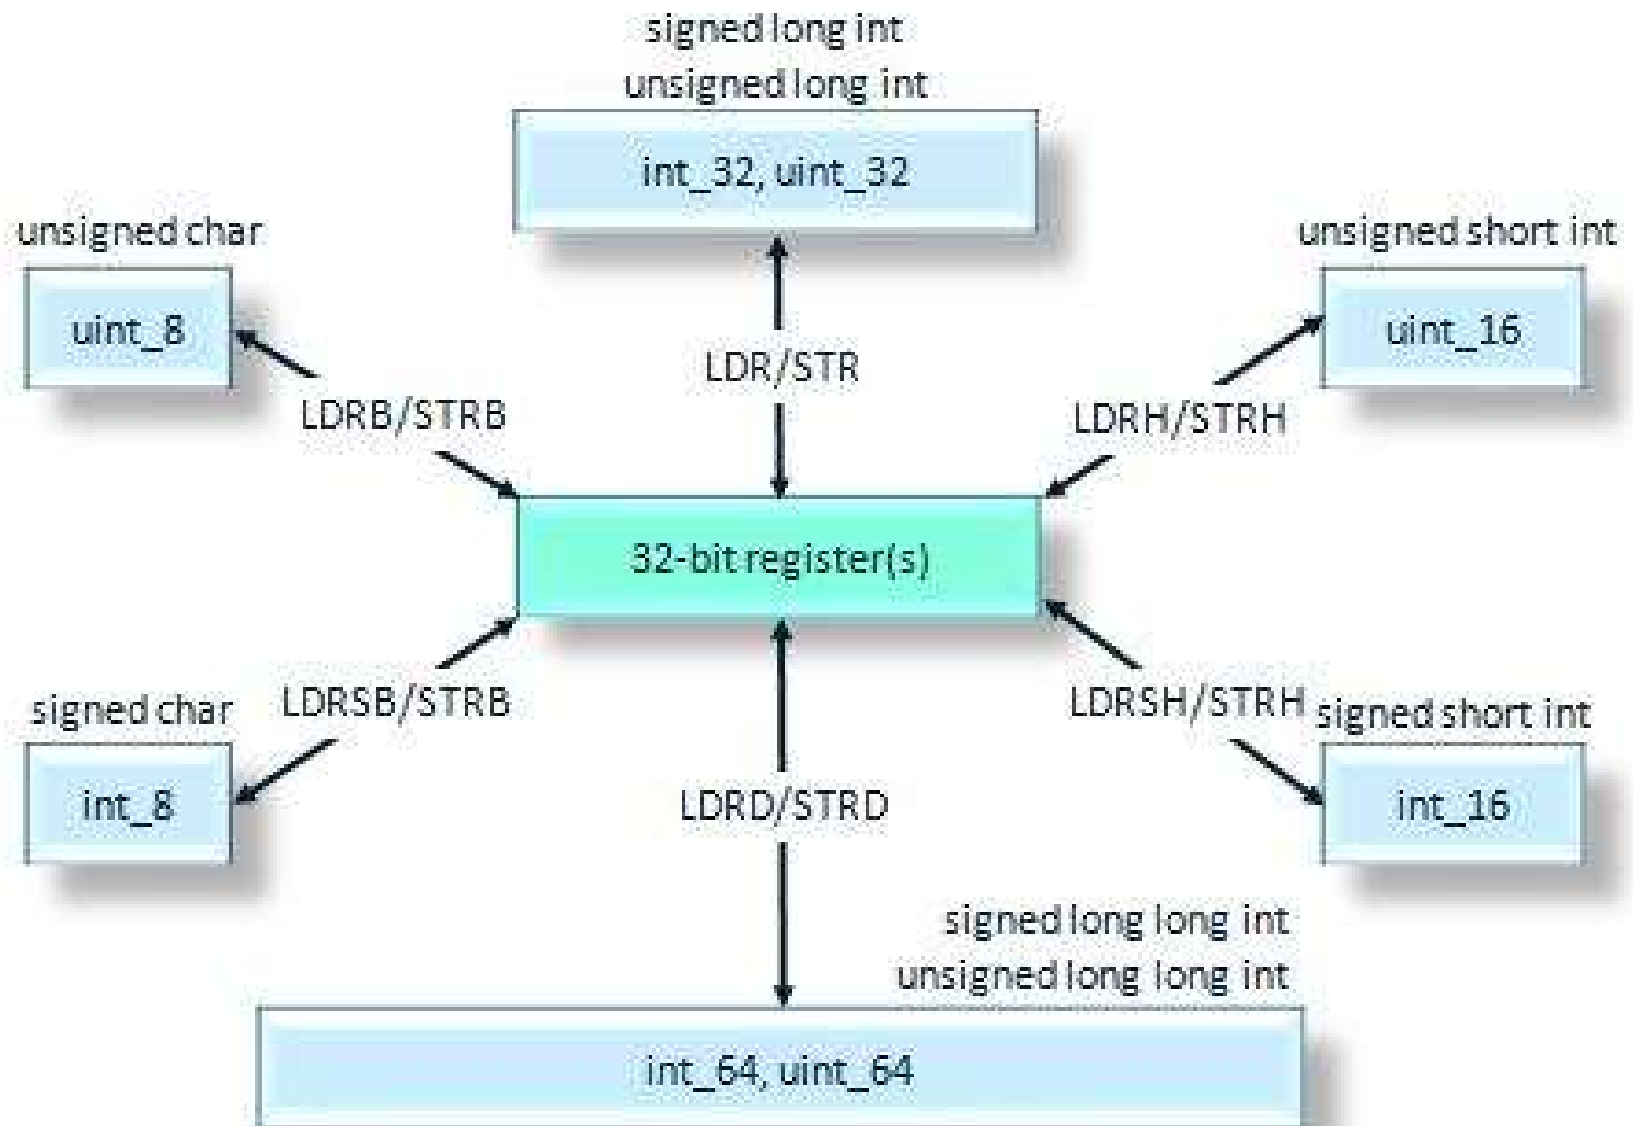 signed long int
unsigned long int
int_32, uint_32
unsigned char
uint_8
unsigned short int
uint_16
LDR/STR
LDRB/STRB
LDRH/STRH
32-bit register(s)
LDRSB/STRB
LDRSH/STRH
signed char
int_8
signed short int
int_16
LDRD/STRD
signed long long int
unsigned long long int
int_64, uint_64